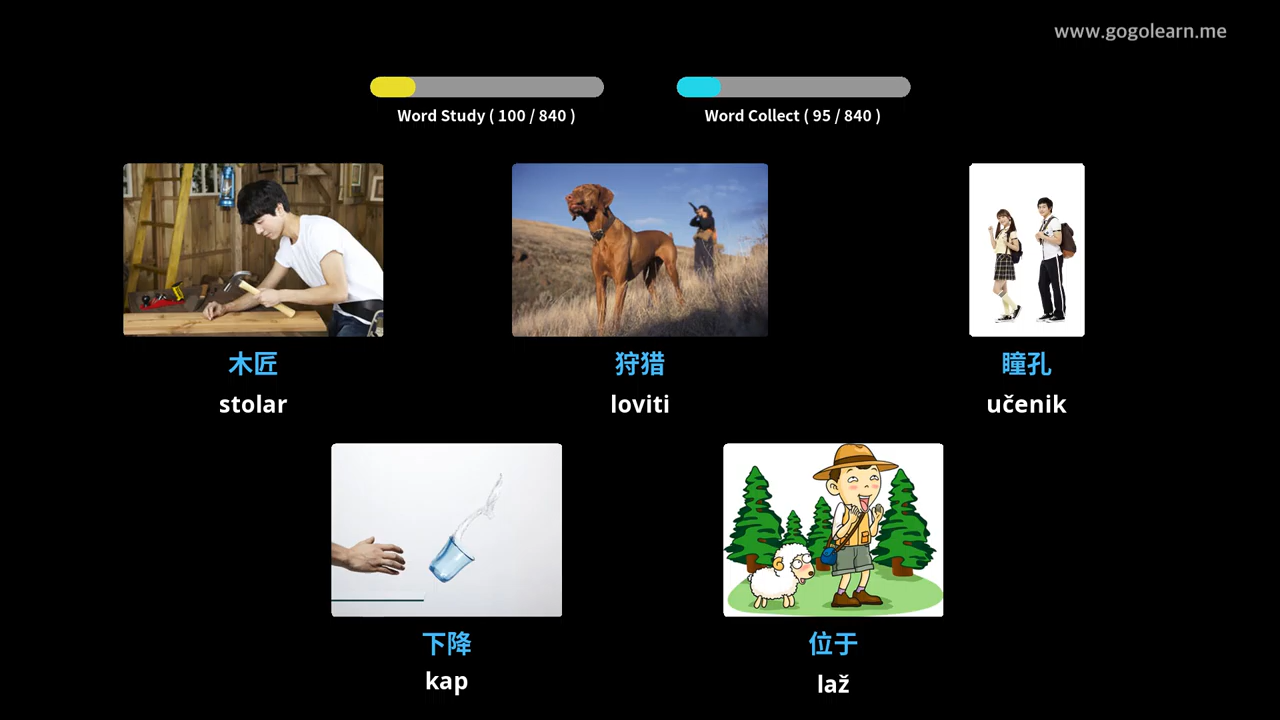 www.gogolearn.me
Word Study ( 100 / 840 )
Word Collect ( 95 / 840 )
木匠
狩猎
瞳孔
stolar
loviti
učenik
下降
位于
kap
laž